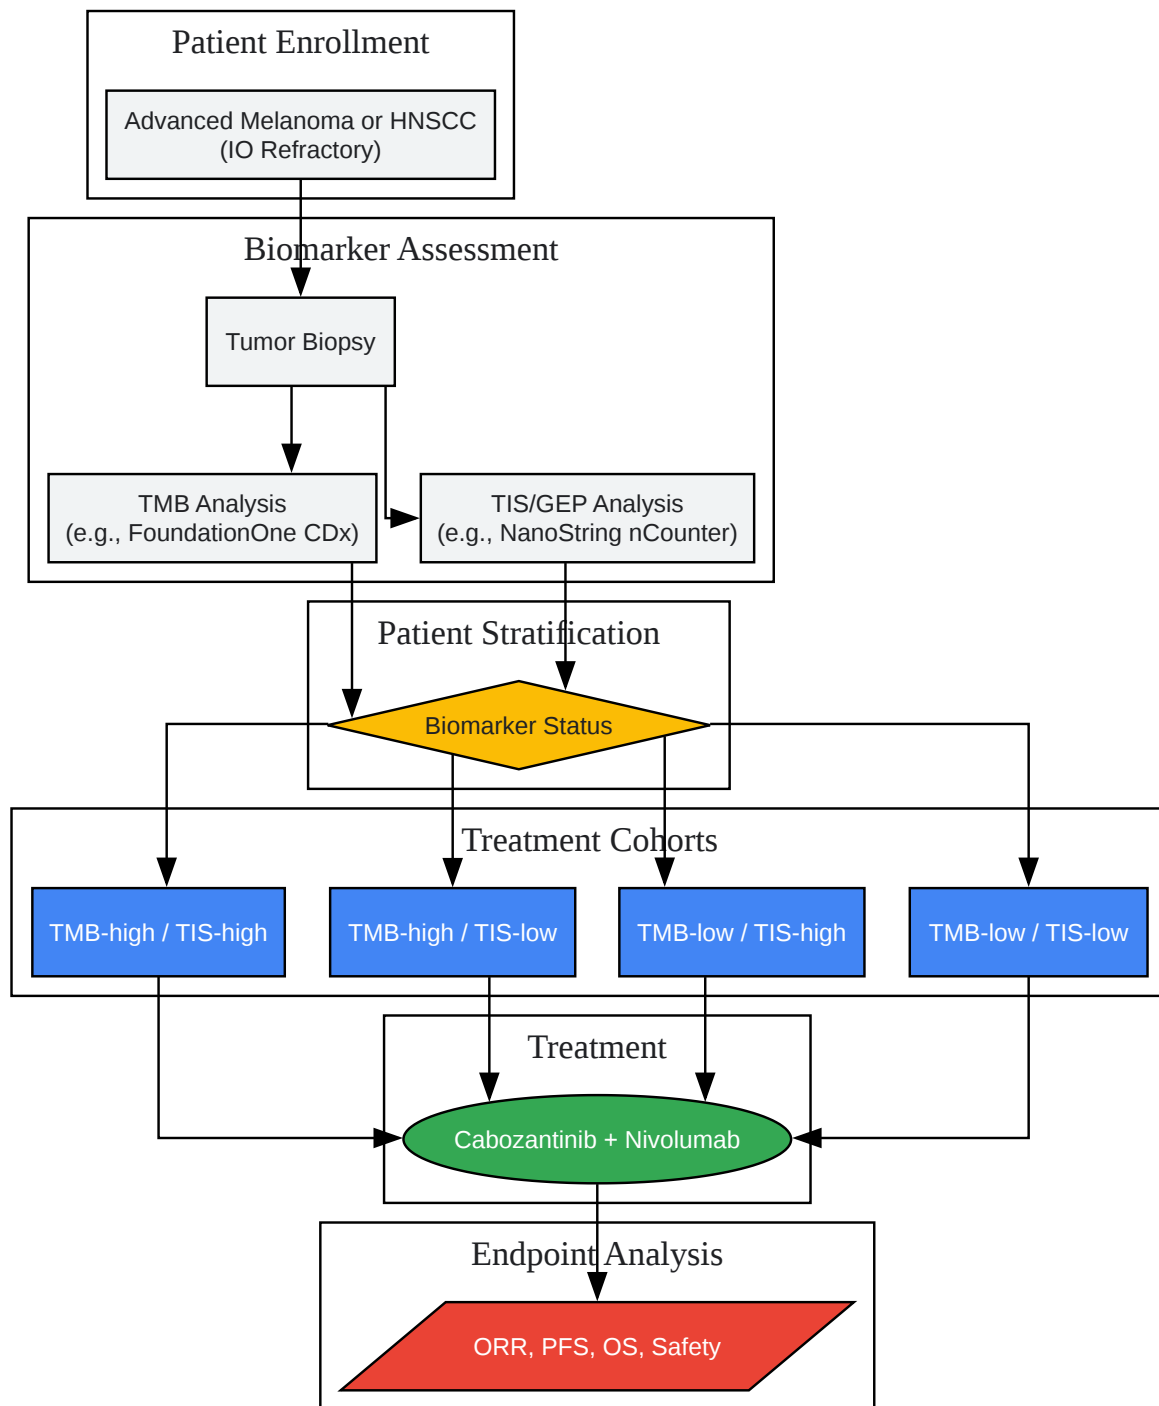 Patient Enrollment
Advanced Melanoma or HNSCC
(IO Refractory)
Biomarker Assessment
Tumor Biopsy
TMB Analysis
(e.g., FoundationOne CDx)
TIS/GEP Analysis
(e.g., NanoString nCounter)
Patient Stratification
Biomarker Status
Treatment Cohorts
TMB-high / TIS-high
TMB-high / TIS-low
TMB-low / TIS-high
TMB-low / TIS-low
Treatment
Cabozantinib + Nivolumab
Endpoint Analysis
ORR, PFS, OS, Safety